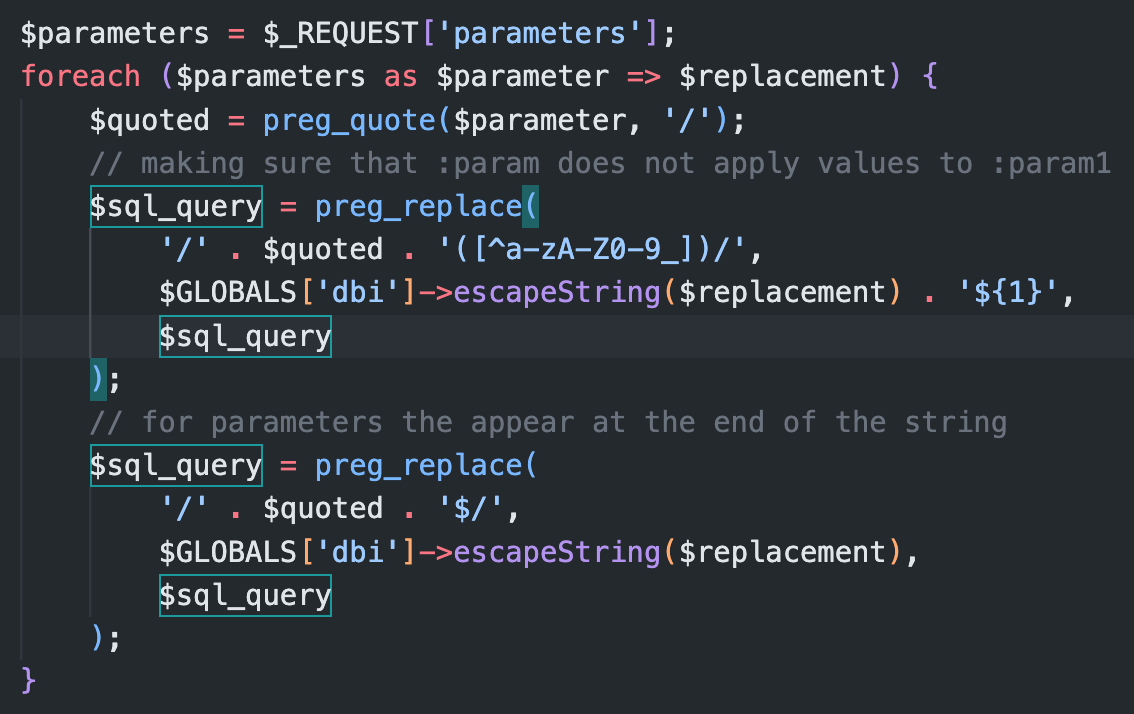 $parameters = $_REQUEST['parameters'];
foreach ($parameters as $parameter => $replacement) {
    $quoted = preg_quote($parameter, '/');
    // making sure that :param does not apply values to :param1
    $sql_query = preg_replace(
        '/' . $quoted . '([^a-zA-Z0-9_])/',
        $GLOBALS['dbi']->escapeString($replacement) . '${1}',
        $sql_query
    );
    // for parameters the appear at the end of the string
    $sql_query = preg_replace(
        '/' . $quoted . '$/',
        $GLOBALS['dbi']->escapeString($replacement),
        $sql_query
    );
}